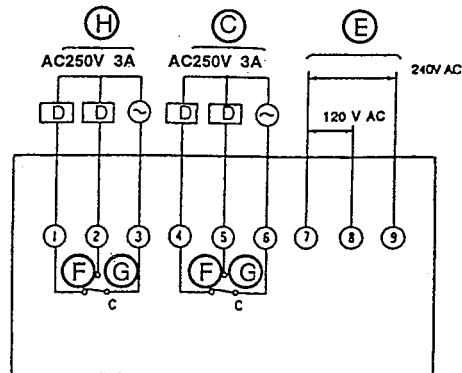 H C E
AC250V 3A AC250V 3A 240V AC
D D D D
120 V AC
1 2 3 4 5 6 7 8 9
F G F G
C C